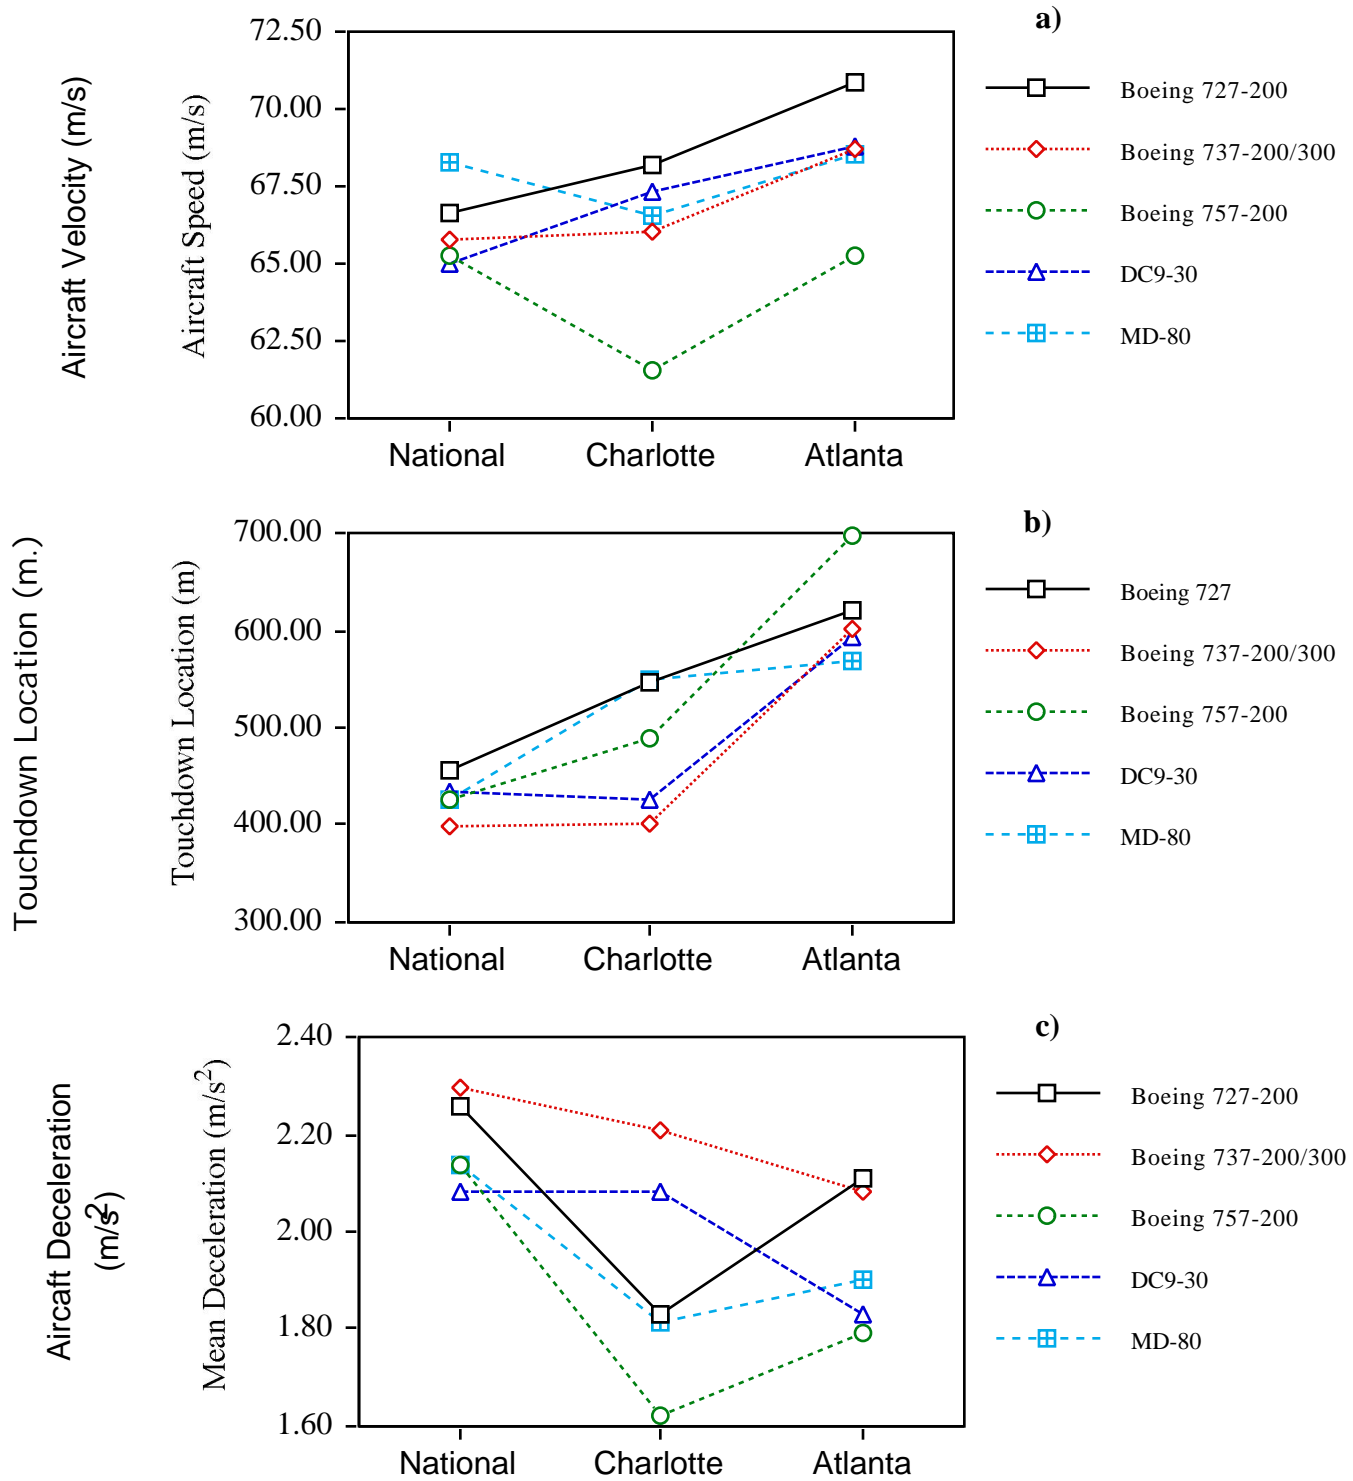 a)
Aircraft Velocity (m/s)
Aircraft Speed (m/s)
72.50
70.00
67.50
65.00
62.50
60.00
National Charlotte Atlanta
Boeing 727-200
Boeing 737-200/300
Boeing 757-200
DC9-30
MD-80
b)
Touchdown Location (m.
Touchdown Location (m)
700.00
600.00
500.00
400.00
300.00
National Charlotte Atlanta
Boeing 727
Boeing 737-200/300
Boeing 757-200
DC9-30
MD-80
c)
Aircaft Deceleration
(m/s²)
Mean Deceleration (m/s²)
2.40
2.20
2.00
1.80
1.60
National Charlotte Atlanta
Boeing 727-200
Boeing 737-200/300
Boeing 757-200
DC9-30
MD-80